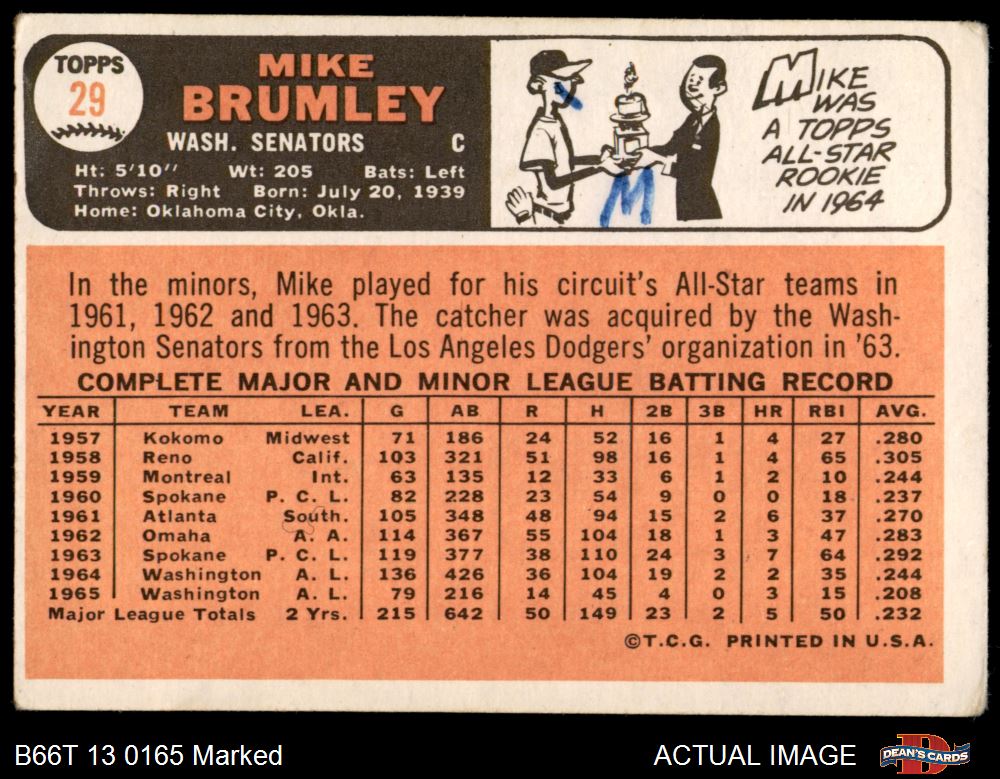 TOPPS
29
MIKE
BRUMLEY
WASH. SENATORS C
Ht: 5'10" Wt: 205 Bats: Left
Throws: Right Born: July 20, 1939
Home: Oklahoma City, Okla.
M
MIKE
WAS
A TOPPS
ALL-STAR
ROOKIE
IN 1964
In the minors, Mike played for his circuit's All-Star teams in
1961, 1962 and 1963. The catcher was acquired by the Wash-
ington Senators from the Los Angeles Dodgers' organization in '63.
COMPLETE MAJOR AND MINOR LEAGUE BATTING RECORD
YEAR TEAM LEA. G AB R H 2B 3B HR RBI AVG.
1957 Kokomo Midwest 71 186 24 52 16 1 4 27 .280
1958 Reno Calif. 103 321 51 98 16 1 4 65 .305
1959 Montreal Int. 63 135 12 33 6 1 2 10 .244
1960 Spokane P. C. L. 82 228 23 54 9 0 0 18 .237
1961 Atlanta South. 105 348 48 94 15 2 6 37 .270
1962 Omaha A. A. 114 367 55 104 18 1 3 47 .283
1963 Spokane P. C. L. 119 377 38 110 24 3 7 64 .292
1964 Washington A. L. 136 426 36 104 19 2 2 35 .244
1965 Washington A. L. 79 216 14 45 4 0 3 15 .208
Major League Totals 2 Yrs. 215 642 50 149 23 2 5 50 .232
©T.C.G. PRINTED IN U.S.A.
B66T 13 0165 Marked
ACTUAL IMAGE
DEAN'S CARDS